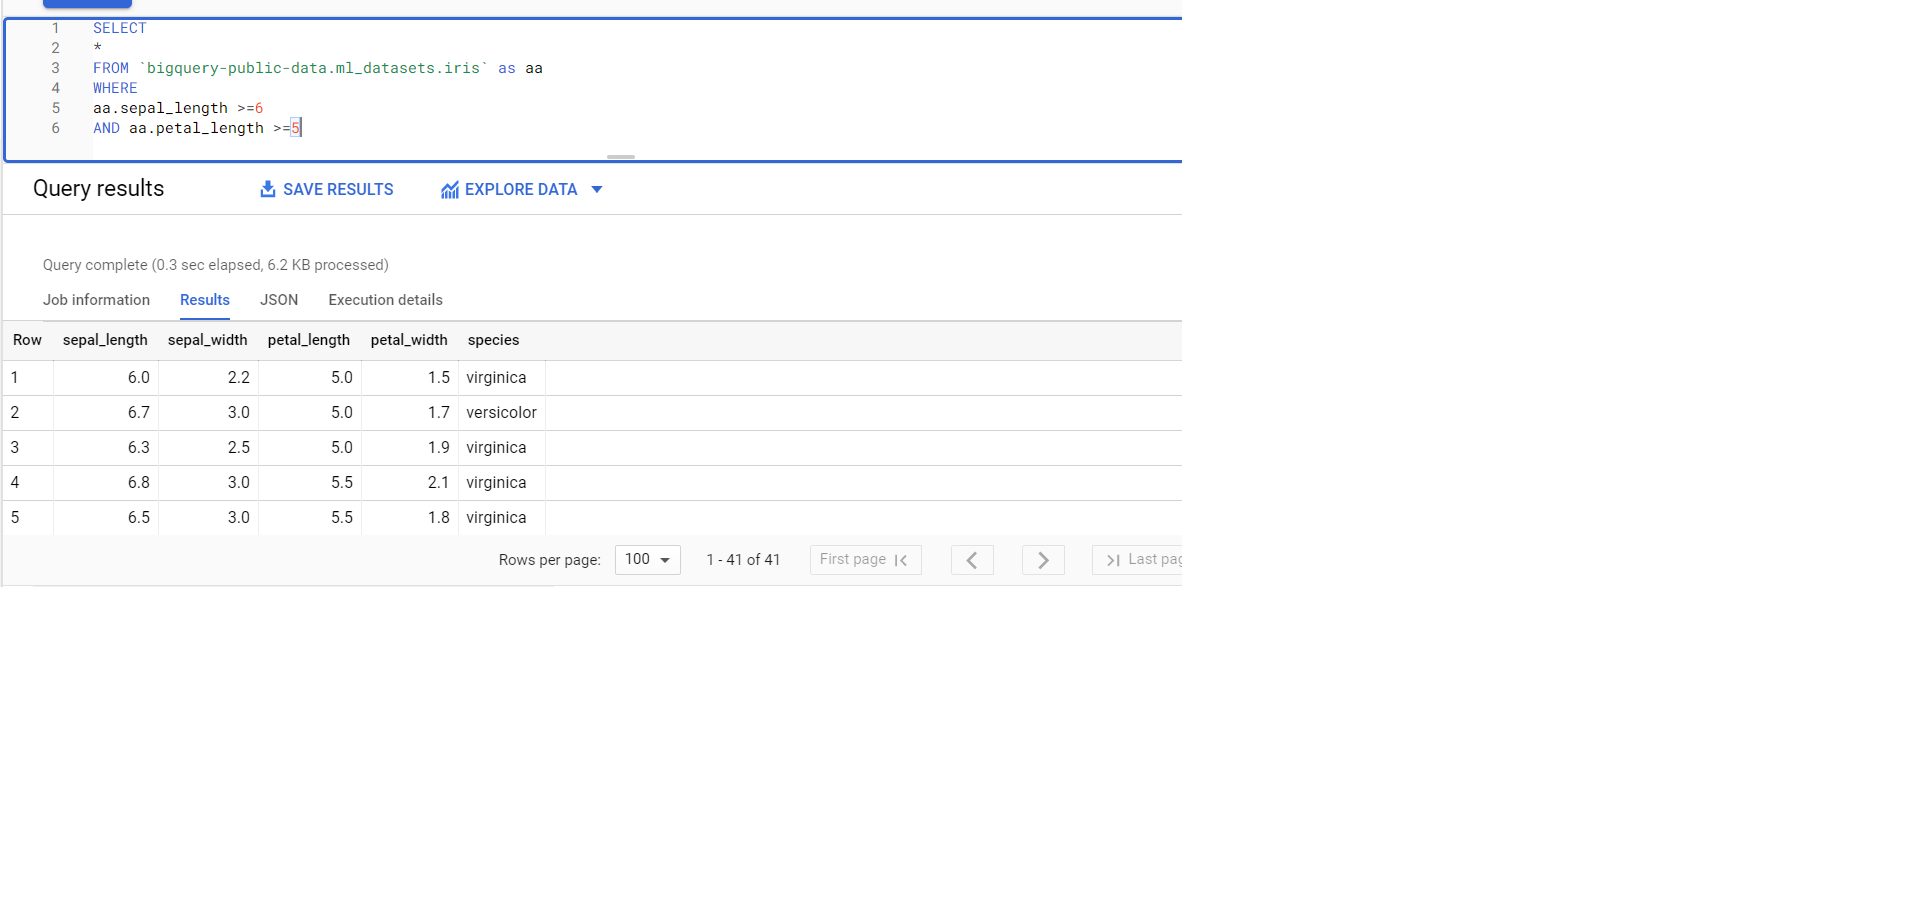 1 SELECT
2 *
3 FROM `bigquery-public-data.ml_datasets.iris` as aa
4 WHERE
5 aa.sepal_length >=6
6 AND aa.petal_length >=5
Query results SAVE RESULTS EXPLORE DATA
Query complete (0.3 sec elapsed, 6.2 KB processed)
Job information Results JSON Execution details
Row sepal_length sepal_width petal_length petal_width species
1 6.0 2.2 5.0 1.5 virginica
2 6.7 3.0 5.0 1.7 versicolor
3 6.3 2.5 5.0 1.9 virginica
4 6.8 3.0 5.5 2.1 virginica
5 6.5 3.0 5.5 1.8 virginica
Rows per page: 100 1 - 41 of 41 First page Last pag